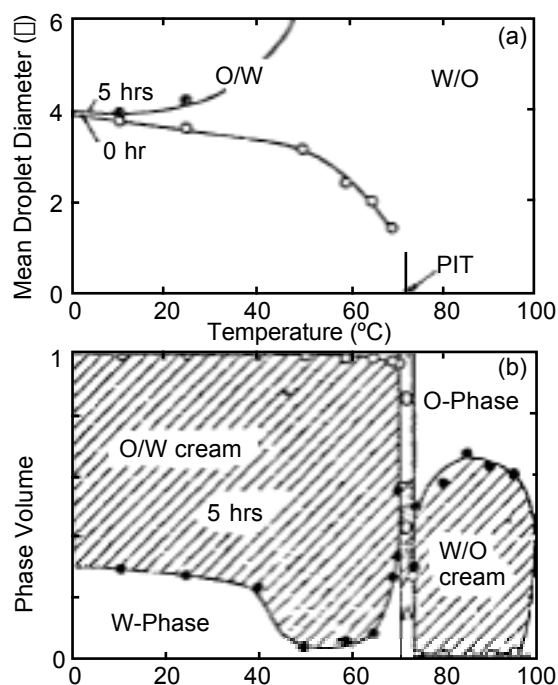 6
(a)
O/W
W/O
5 hrs
4
0 hr
2
PIT
0
0 20 40 60 80 100
Mean Droplet Diameter (▯)
Temperature (ºC)
1
(b)
O-Phase
O/W cream
5 hrs
W/O
cream
W-Phase
1
0 20 40 60 80 100
Phase Volume